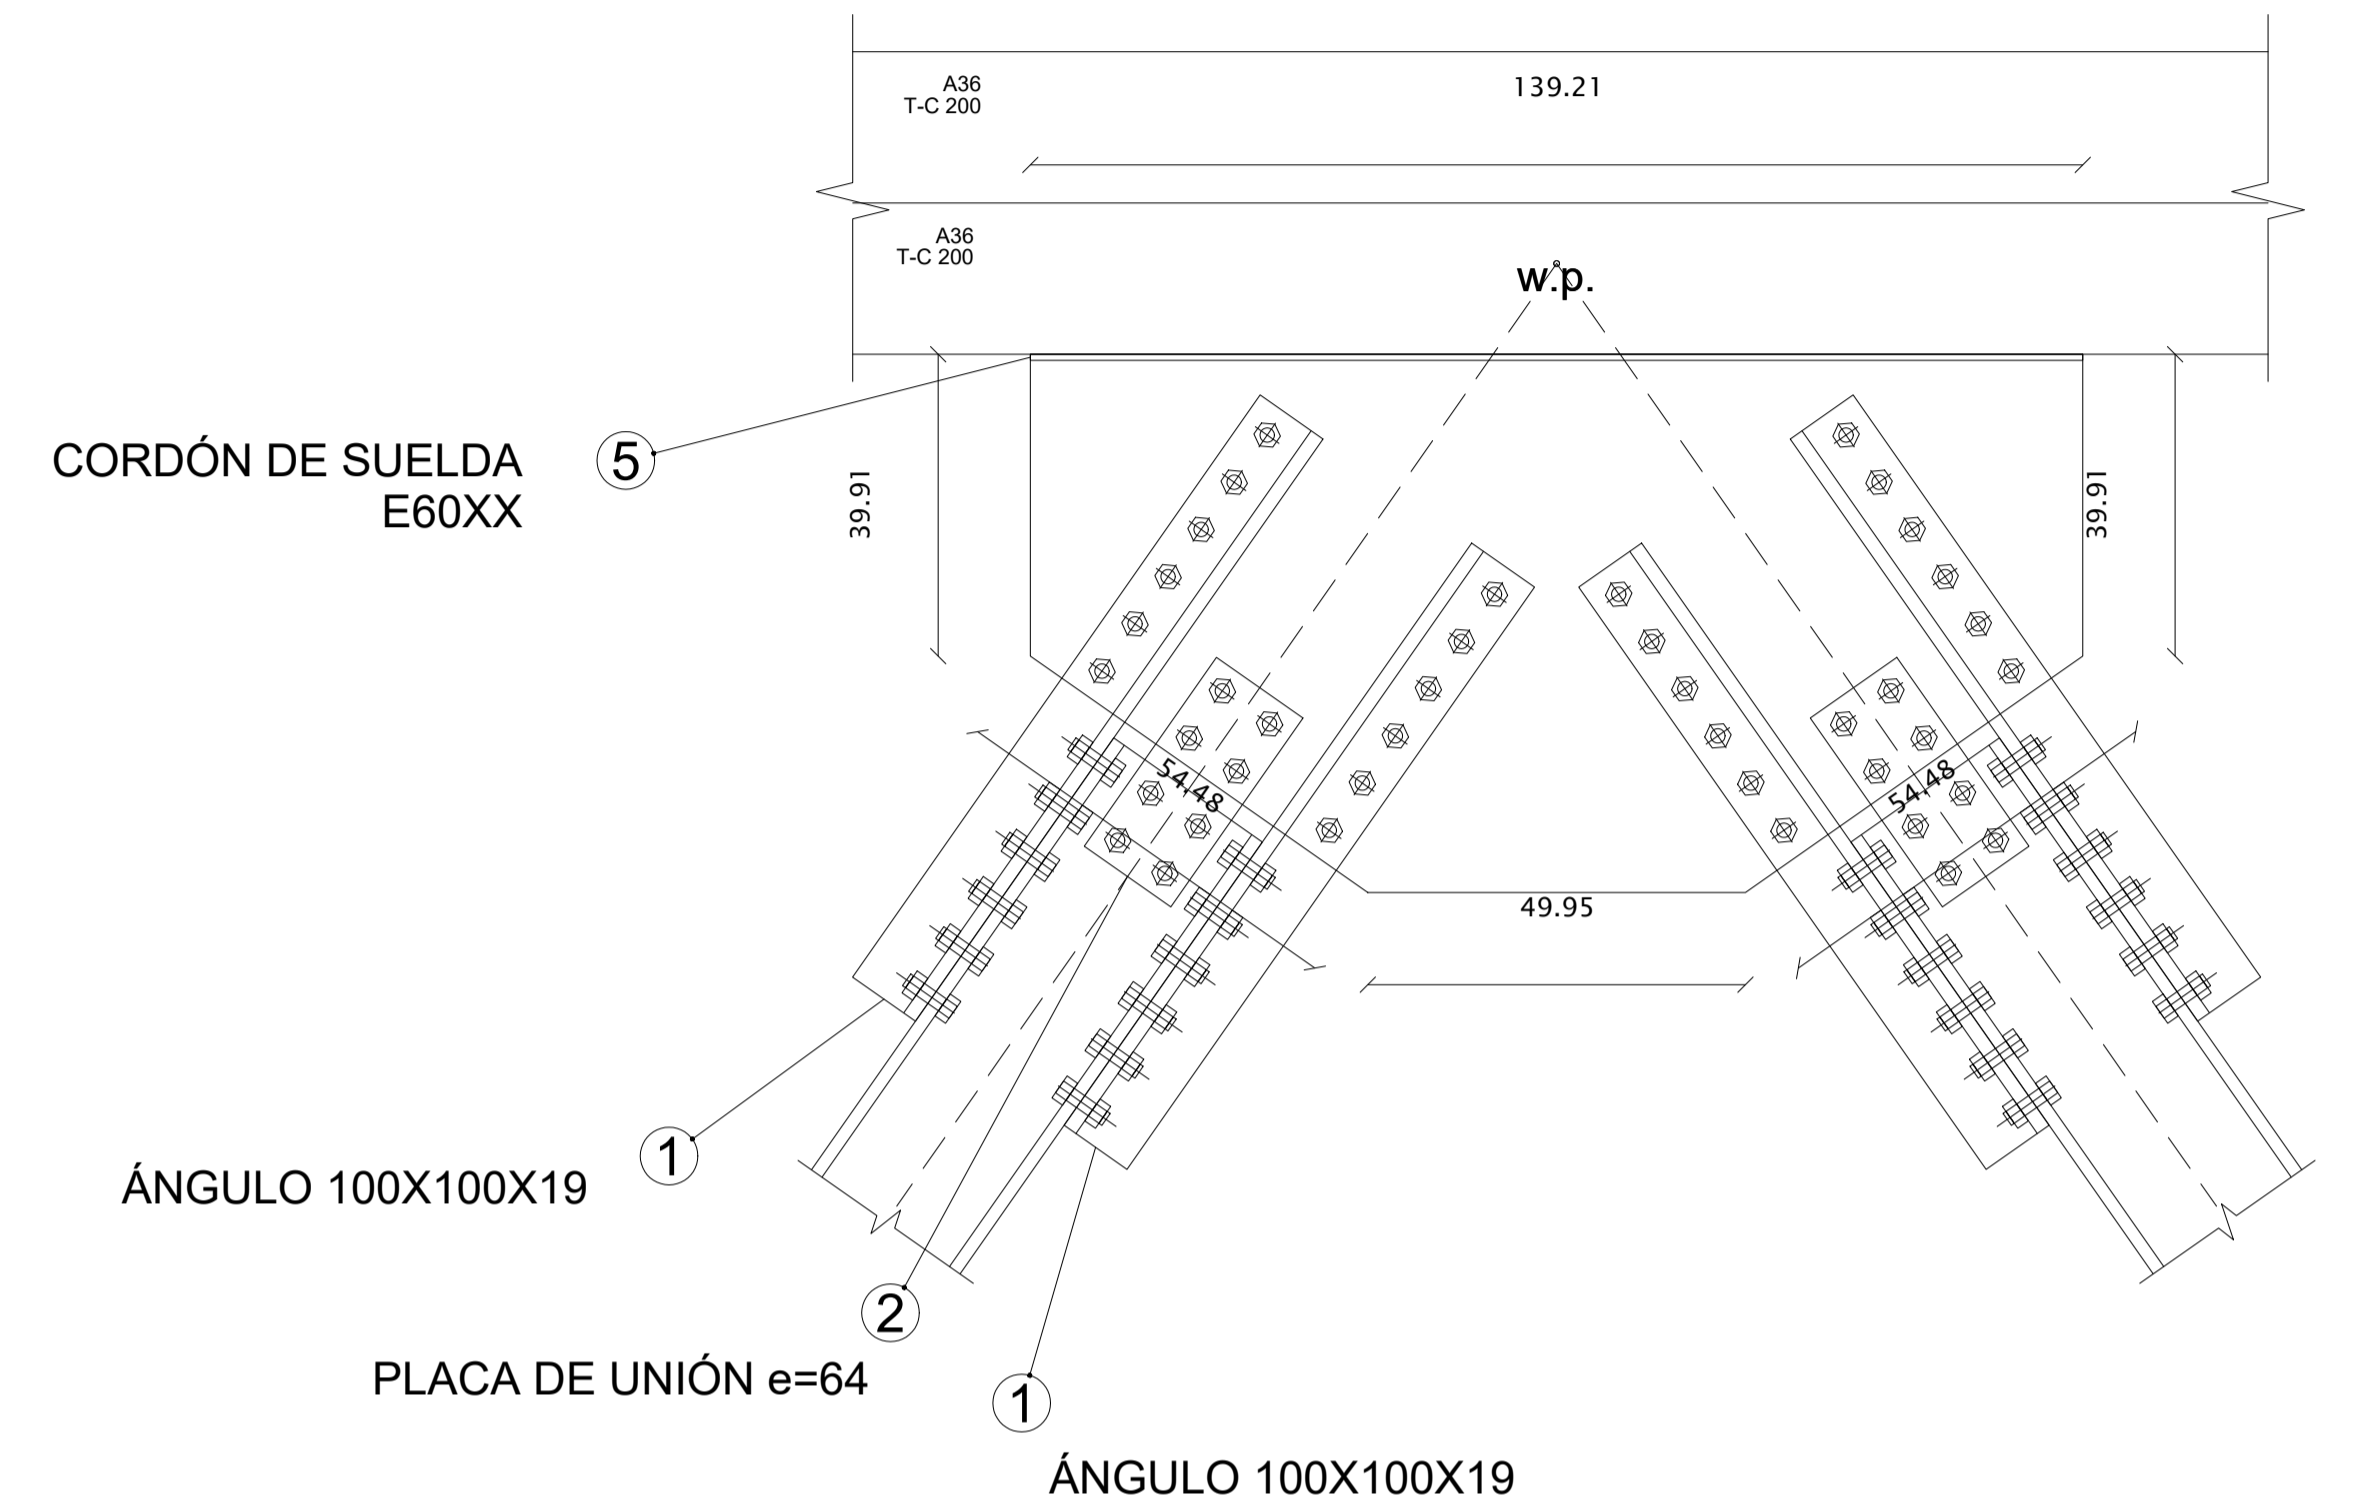 A36
T-C 200
139.21
A36
T-C 200
w.p.
CORDÓN DE SUELDA
E60XX
5
39.91
39.91
54.48
54.48
49.95
ÁNGULO 100X100X19
1
2
PLACA DE UNIÓN e=64
1
ÁNGULO 100X100X19